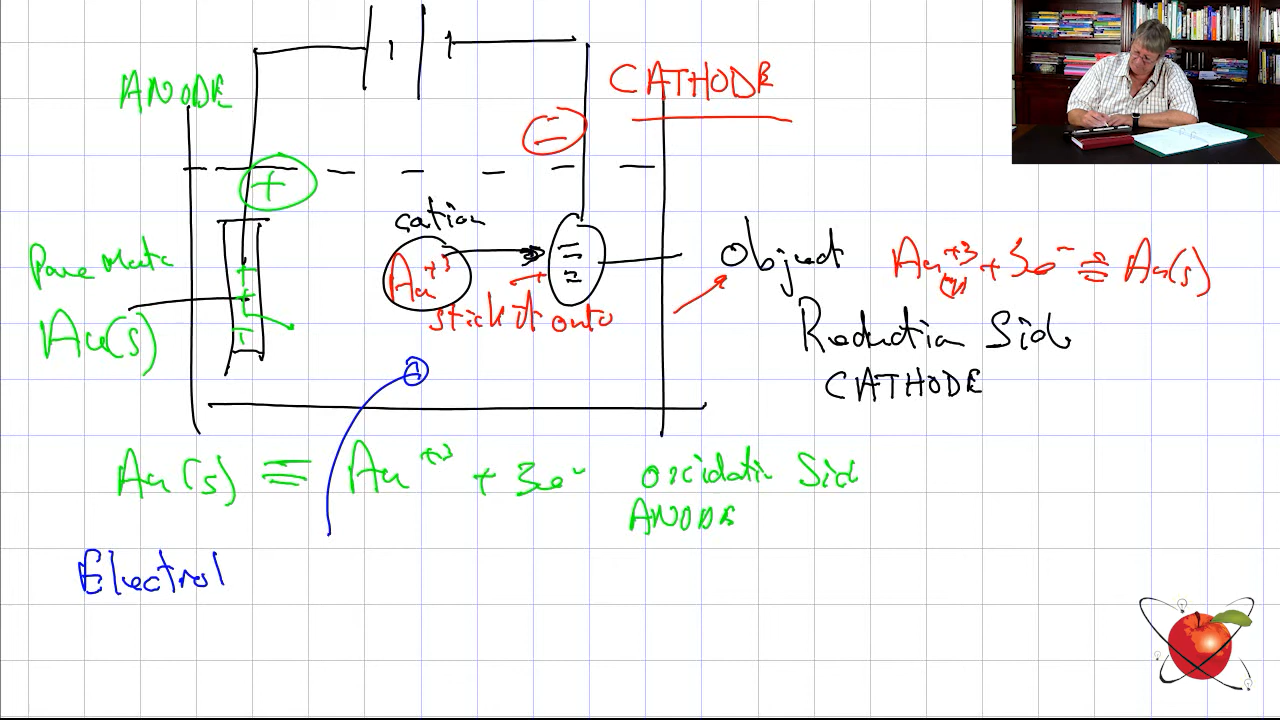 ANODE
CATHODE
−
+
cation
Au+3
stick it onto
Pure Metal
Au(s)
Object
Au+3 + 3e- ⇌ Au(s)
Reduction Side
CATHODE
Au(s) ⇌ Au+3 + 3e-
oxidation Side
ANODE
Electrol